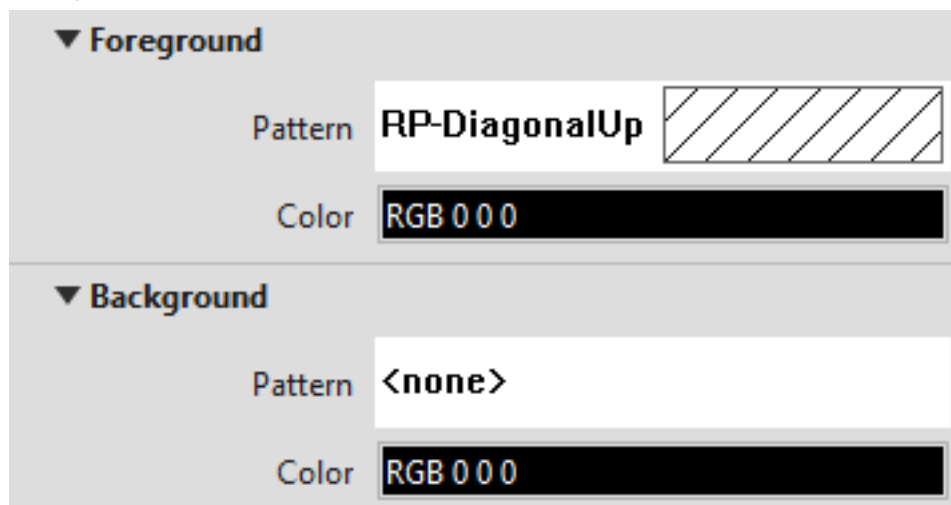 Foreground
Pattern RP-DiagonalUp
Color RGB 0 0 0
Background
Pattern <none>
Color RGB 0 0 0